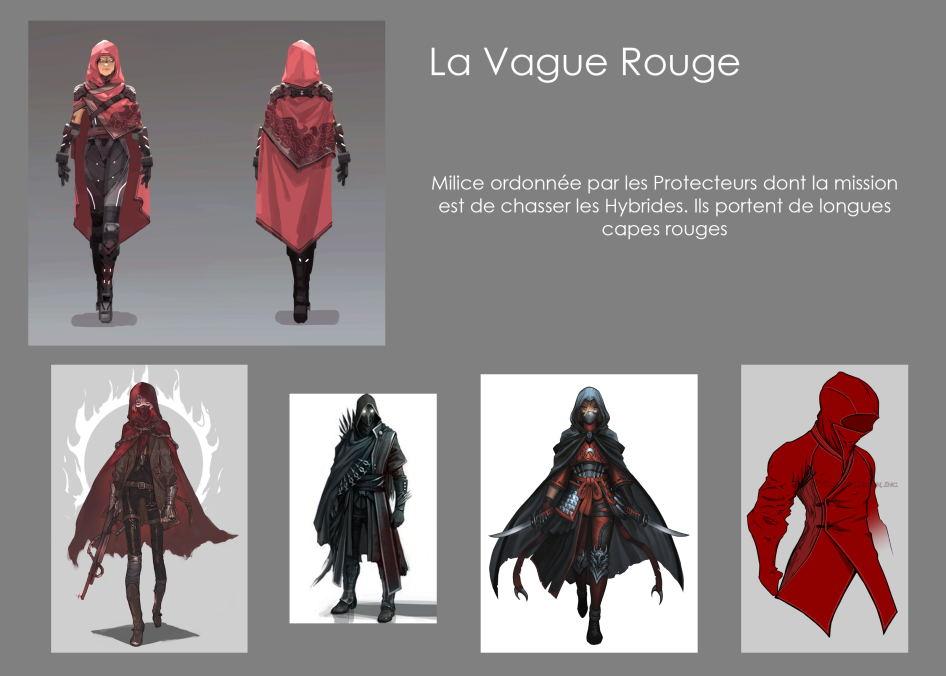 La Vague Rouge
Milice ordonnée par les Protecteurs dont la mission
est de chasser les Hybrides. Ils portent de longues
capes rouges